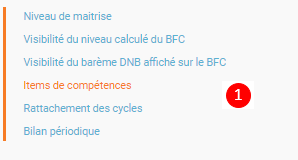 Niveau de maitrise
Visibilité du niveau calculé du BFC
Visibilité du barème DNB affiché sur le BFC
Items de compétences
1
Rattachement des cycles
Bilan périodique